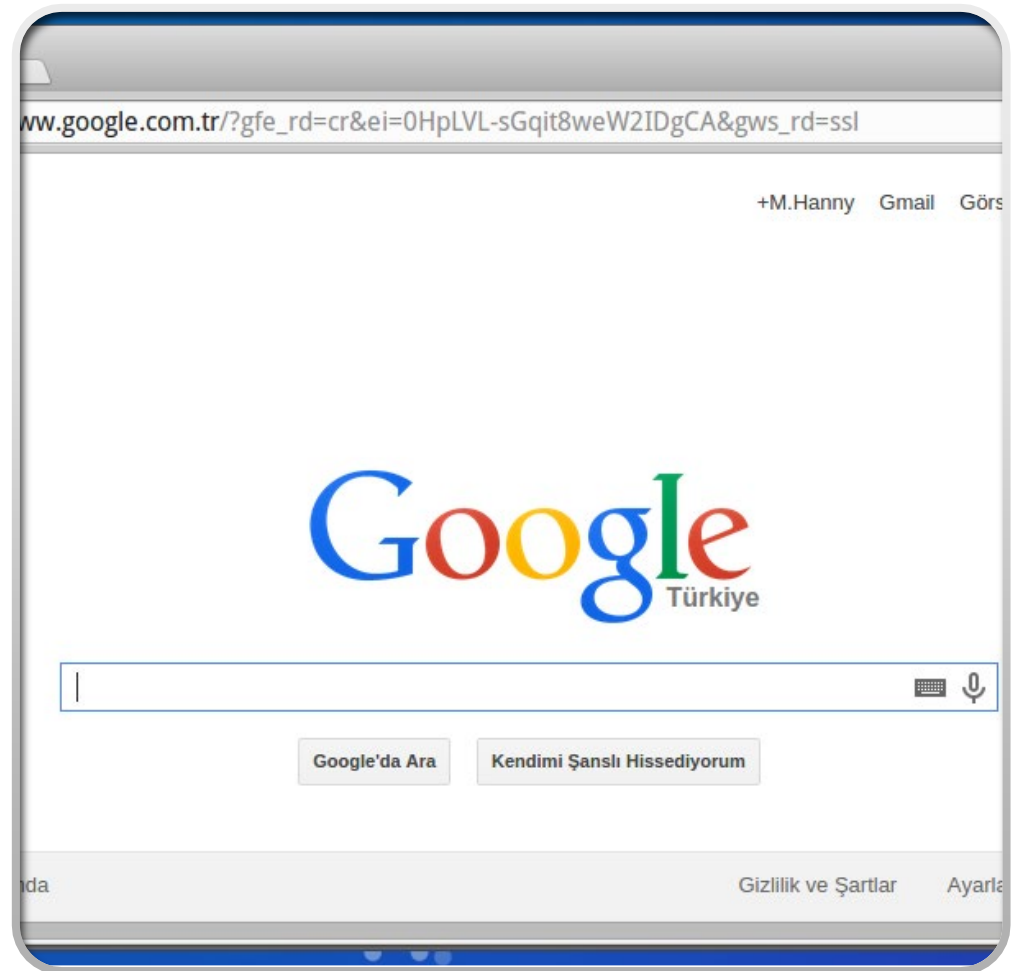 ww.google.com.tr/?gfe_rd=cr&ei=0HpLVL-sGqit8weW2IDgCA&gws_rd=ssl
+M.Hanny Gmail Görs
Google
Türkiye
Google'da Ara Kendimi Şanslı Hissediyorum
nda Gizlilik ve Şartlar Ayarla